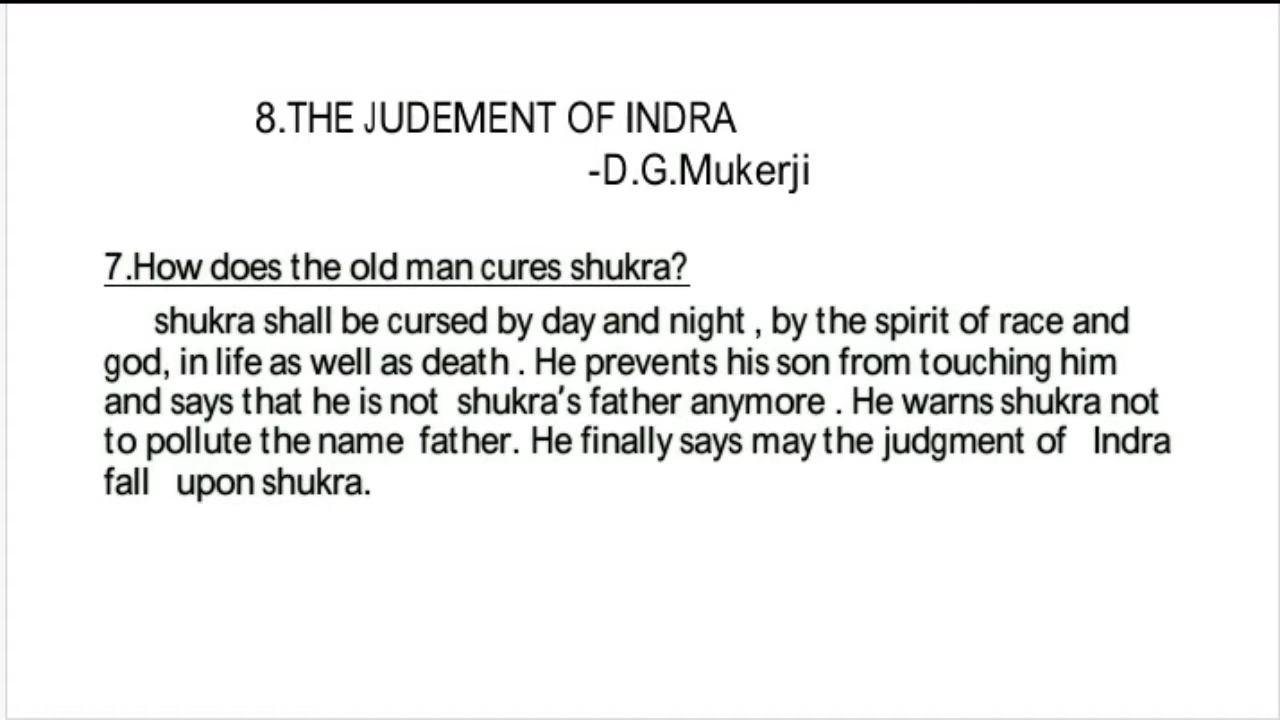 8.THE JUDEMENT OF INDRA
-D.G.Mukerji
7.How does the old man cures shukra?
shukra shall be cursed by day and night , by the spirit of race and
god, in life as well as death . He prevents his son from touching him
and says that he is not shukra's father anymore . He warns shukra not
to pollute the name father. He finally says may the judgment of Indra
fall upon shukra.